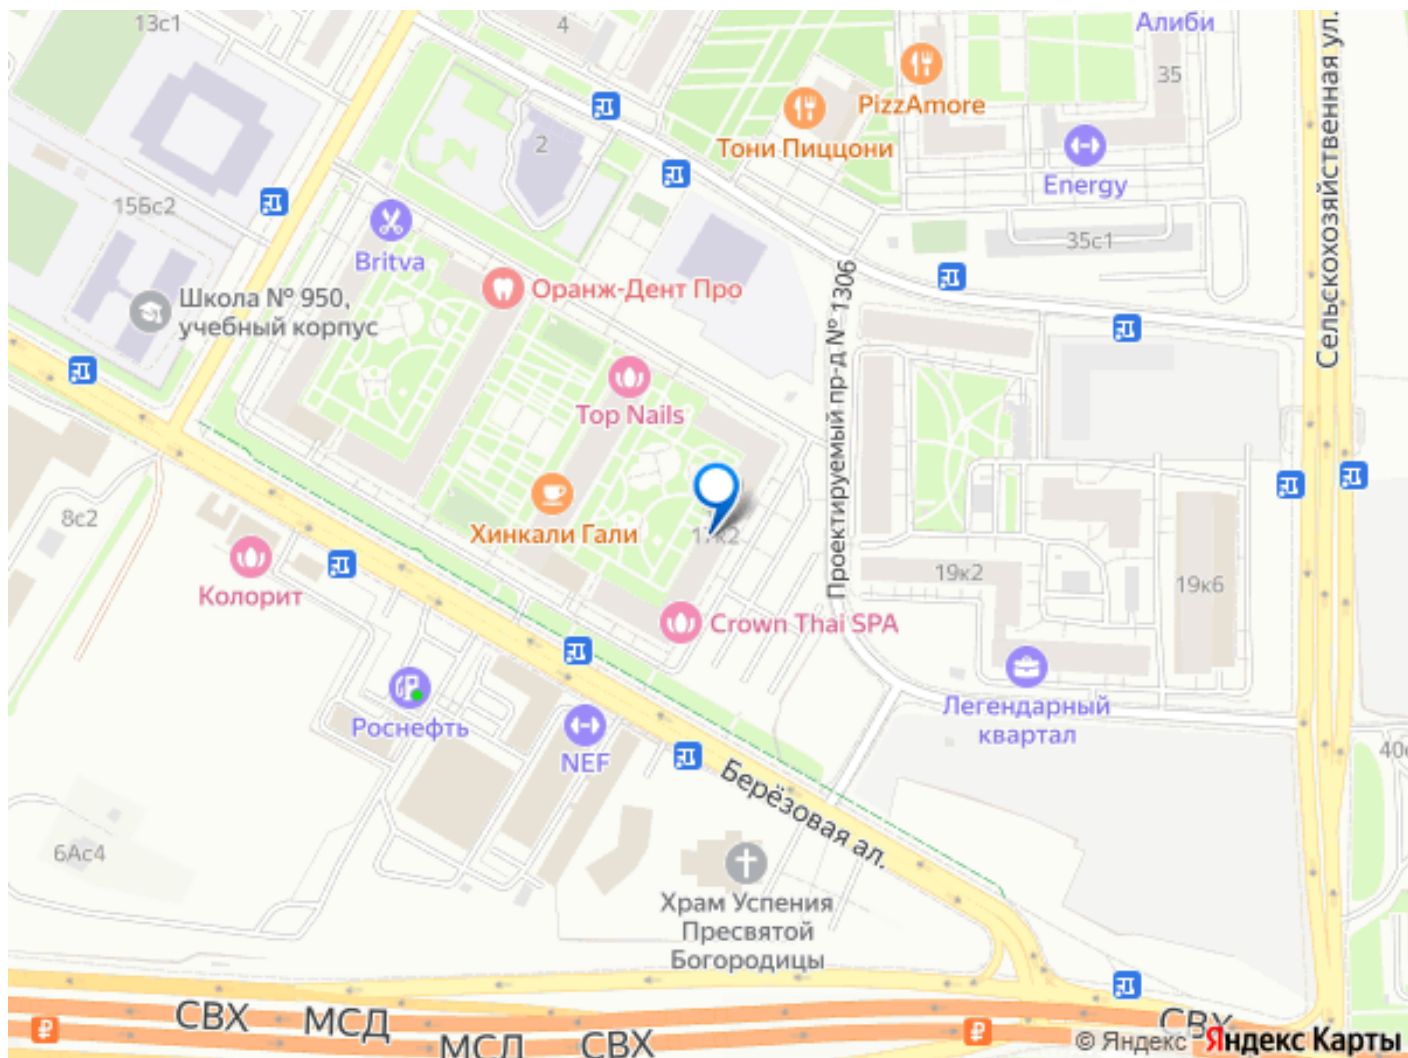 13с1
4
Алиби
35
PizzAmore
Тони Пиццони
Energy
2
15Бс2
35с1
Britva
Оранж-Дент Про
Школа № 950,
учебный корпус
Сельскохозяйственная ул.
Проектируемый пр-д № 1306
Top Nails
Хинкали Гали
17к2
8с2
Колорит
19к2
19к6
Crown Thai SPA
Роснефть
NEF
Легендарный
квартал
Берёзовая ал.
6Ас4
Храм Успения
Пресвятой
Богородицы
СВХ
МСД
МСД
СВХ
СВХ
© Яндекс Яндекс Карты